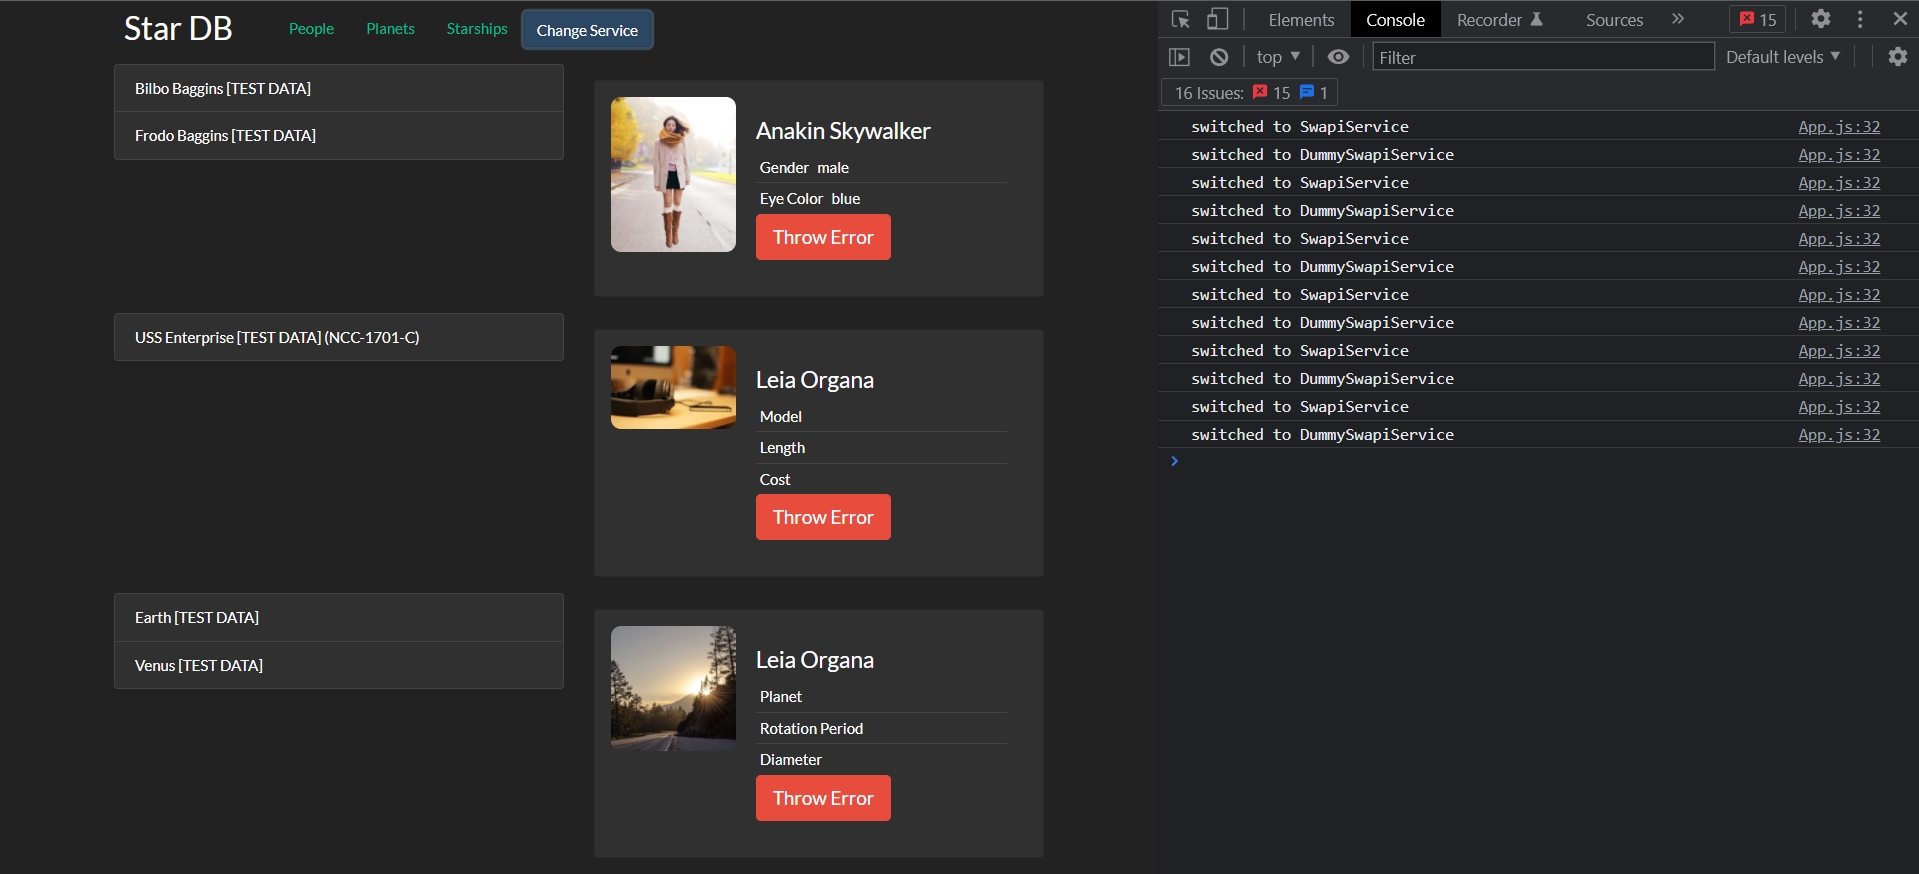 Star DB
People
Planets
Starships
Change Service
Bilbo Baggins [TEST DATA]
Frodo Baggins [TEST DATA]
Anakin Skywalker
Gender male
Eye Color blue
Throw Error
USS Enterprise [TEST DATA] (NCC-1701-C)
Leia Organa
Model
Length
Cost
Throw Error
Earth [TEST DATA]
Venus [TEST DATA]
Leia Organa
Planet
Rotation Period
Diameter
Throw Error
Elements Console Recorder Sources » 15
top Filter Default levels
16 Issues: 15 1
switched to SwapiService App.js:32
switched to DummySwapiService App.js:32
switched to SwapiService App.js:32
switched to DummySwapiService App.js:32
switched to SwapiService App.js:32
switched to DummySwapiService App.js:32
switched to SwapiService App.js:32
switched to DummySwapiService App.js:32
switched to SwapiService App.js:32
switched to DummySwapiService App.js:32
switched to SwapiService App.js:32
switched to DummySwapiService App.js:32